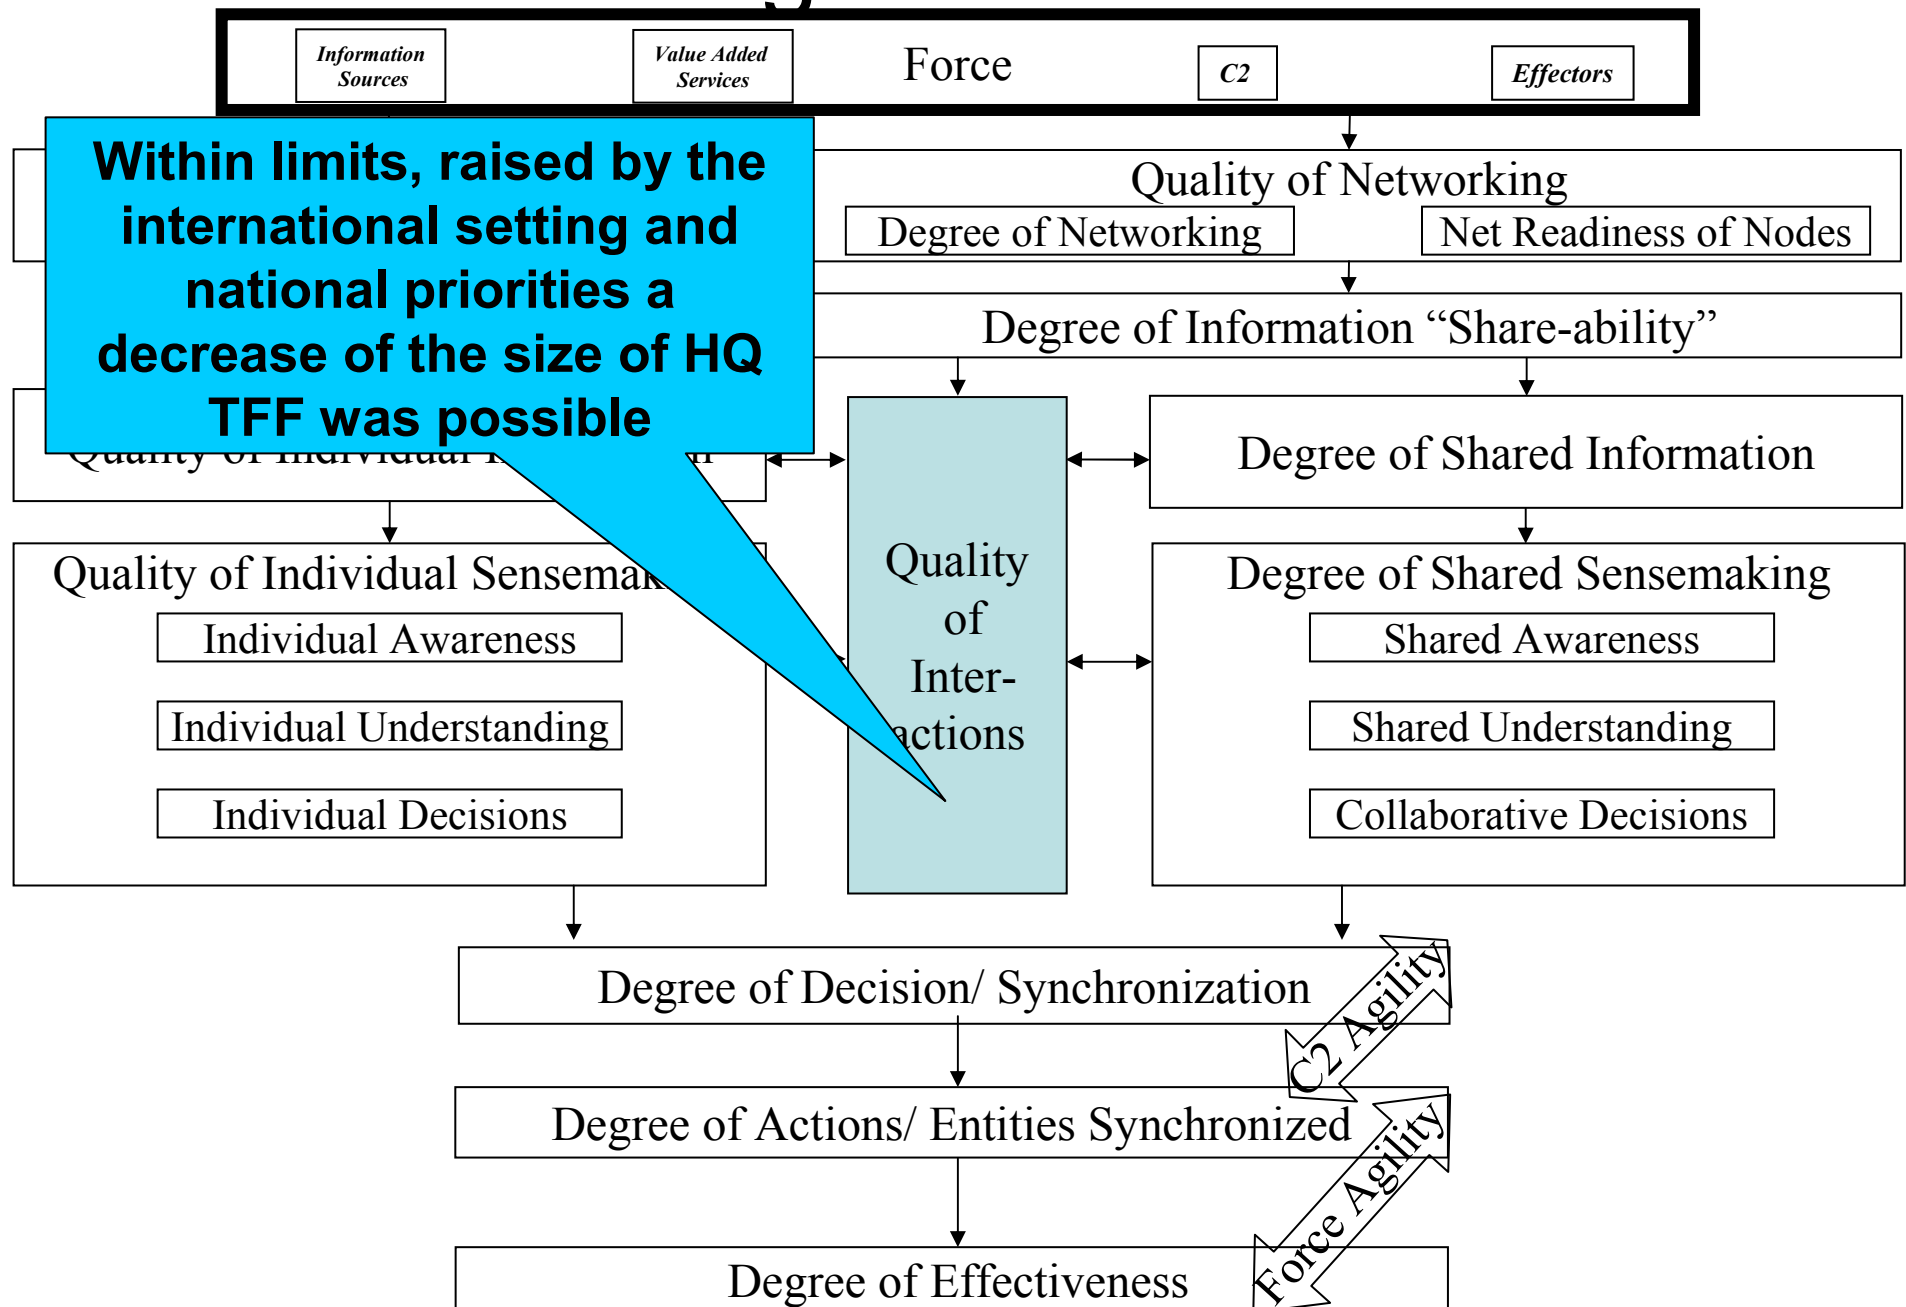 Information
Sources
Value Added
Services
Force
C2
Effectors
Within limits, raised by the
international setting and
national priorities a
decrease of the size of HQ
TFF was possible
Quality of Networking
Degree of Networking
Net Readiness of Nodes
Degree of Information “Share-ability”
Quality of Individual
Degree of Shared Information
Quality
of
Inter-
actions
Quality of Individual
Individual Awareness
Individual Understanding
Individual Decisions
Degree of Shared Sensemaking
Shared Awareness
Shared Understanding
Collaborative Decisions
Degree of Decision/ Synchronization
C2 Agility
Degree of Actions/ Entities Synchronized
Force Agility
Degree of Effectiveness